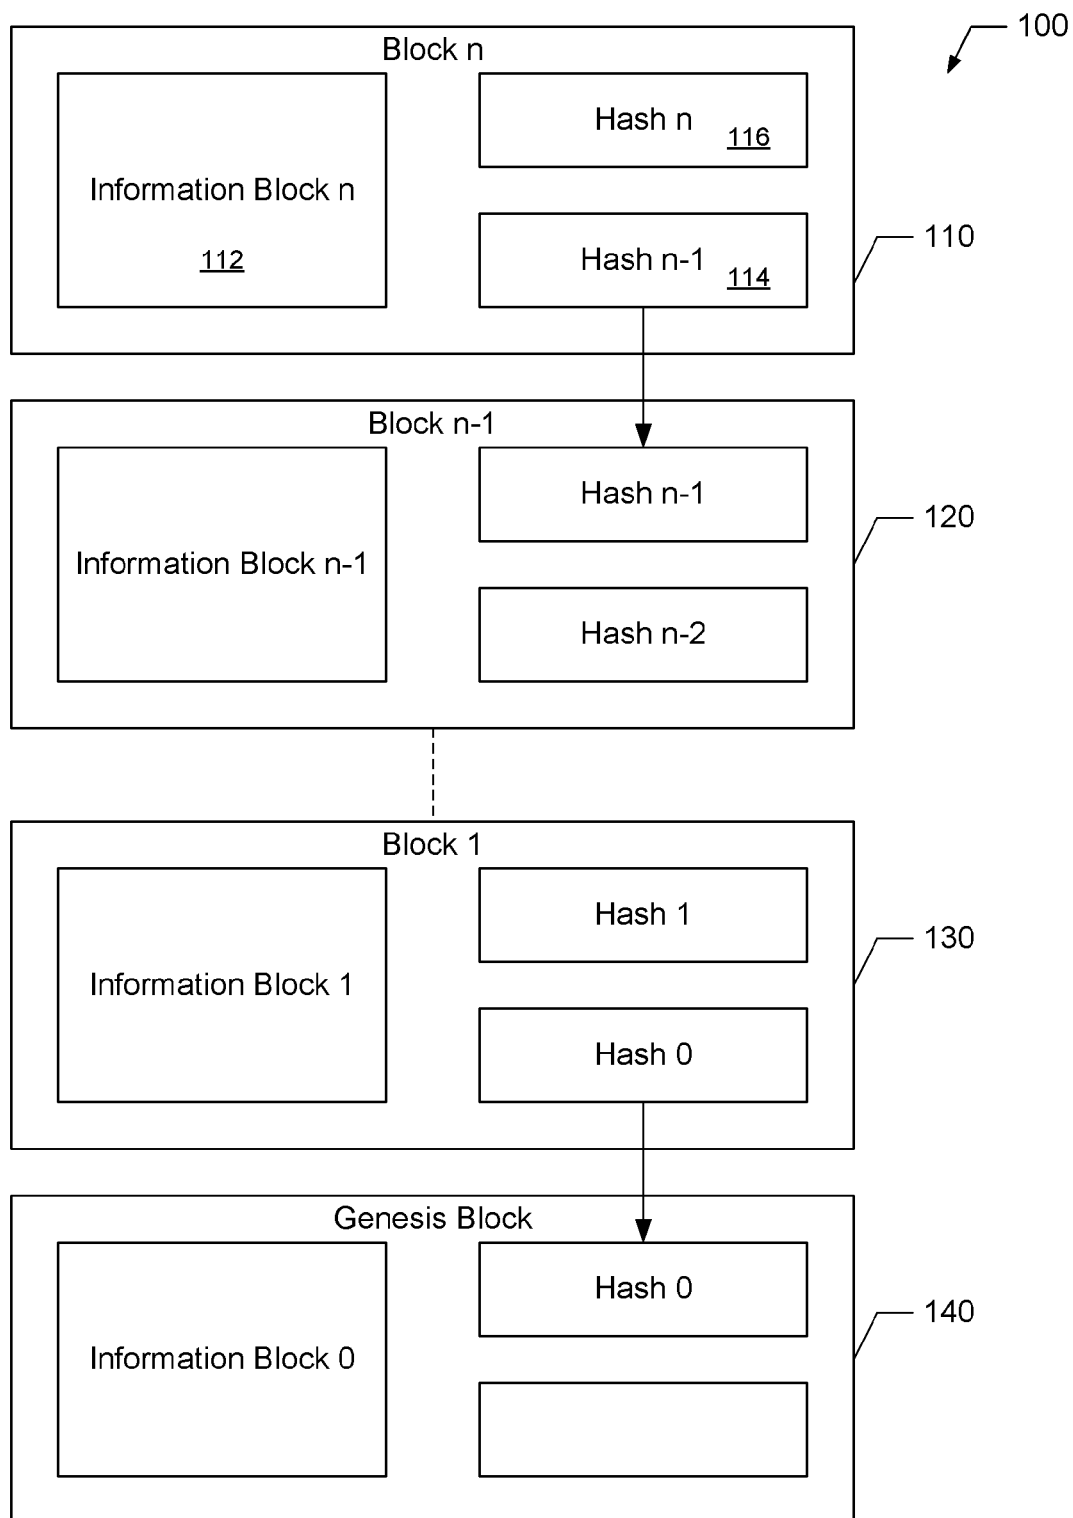 100
Block n
Hash n
116
Information Block n
112
Hash n-1
114
110
Block n-1
Hash n-1
120
Information Block n-1
Hash n-2
Block 1
Hash 1
130
Information Block 1
Hash 0
Genesis Block
Hash 0
140
Information Block 0